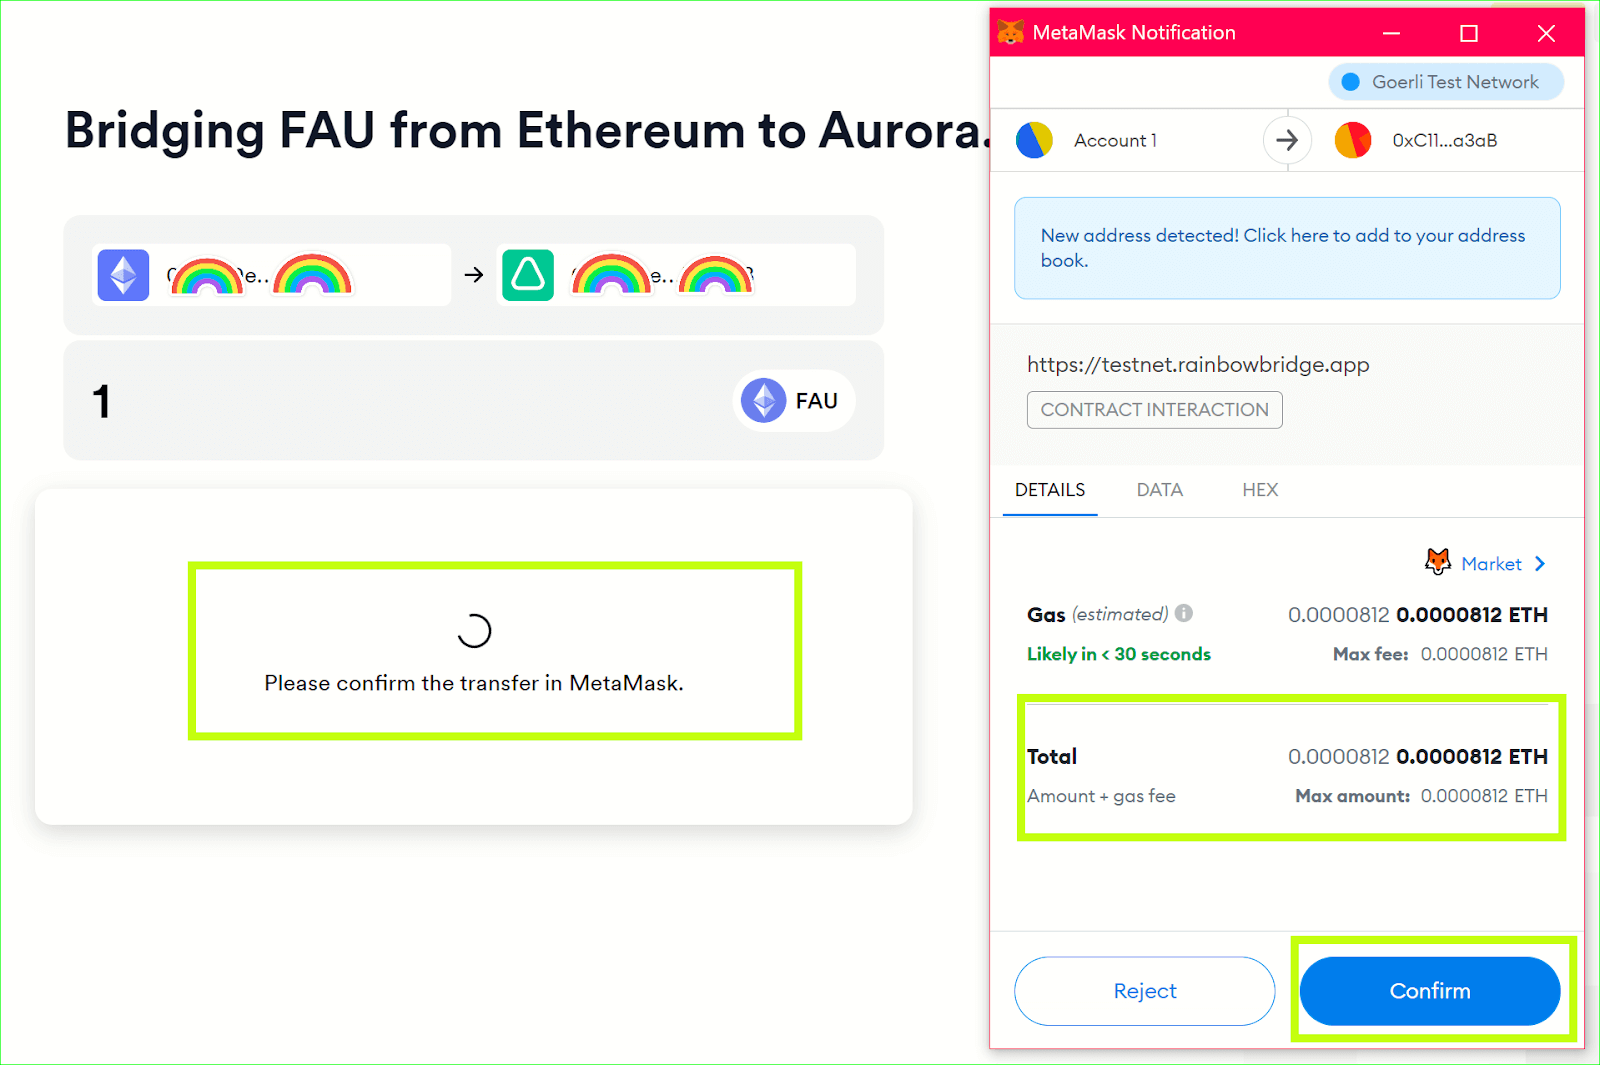 Bridging FAU from Ethereum to Aurora.
1
FAU
Please confirm the transfer in MetaMask.
MetaMask Notification
Goerli Test Network
Account 1
0xC11...a3aB
New address detected! Click here to add to your address
book.
https://testnet.rainbowbridge.app
CONTRACT INTERACTION
DETAILS DATA HEX
Market
Gas (estimated) 0.0000812 0.0000812 ETH
Likely in < 30 seconds Max fee: 0.0000812 ETH
Total 0.0000812 0.0000812 ETH
Amount + gas fee Max amount: 0.0000812 ETH
Reject Confirm